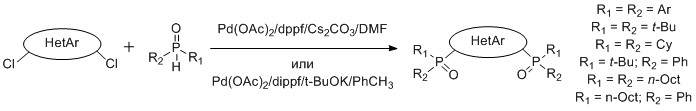 HetAr
Cl
Cl
+
O
R₂
P
H
R₁
Pd(OAc)₂/dppf/Cs₂CO₃/DMF
или
Pd(OAc)₂/dippf/t-BuOK/PhCH₃
HetAr
R₁
P
R₂
O
R₁
P
O
R₂
R₁ = R₂ = Ar
R₁ = R₂ = t-Bu
R₁ = R₂ = Cy
R₁ = t-Bu; R₂ = Ph
R₁ = R₂ = n-Oct
R₁ = n-Oct; R₂ = Ph